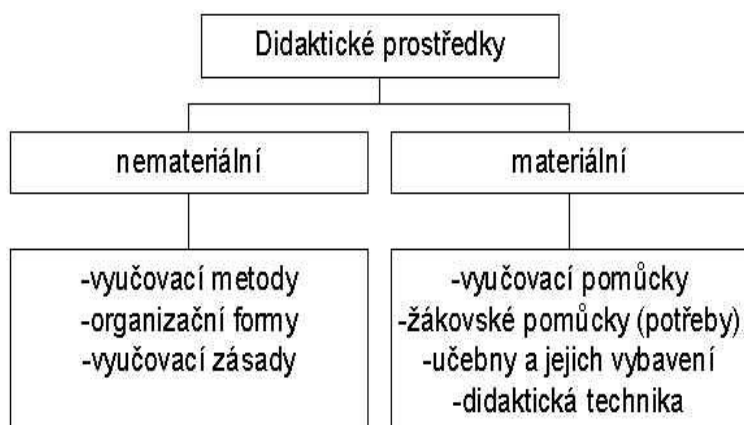 Didaktické prostředky
nemateriální
materiální
-vyučovací metody
-organizační formy
-vyučovací zásady
-vyučovací pomůcky
-žákovské pomůcky (potřeby)
-učebny a jejich vybavení
-didaktická technika